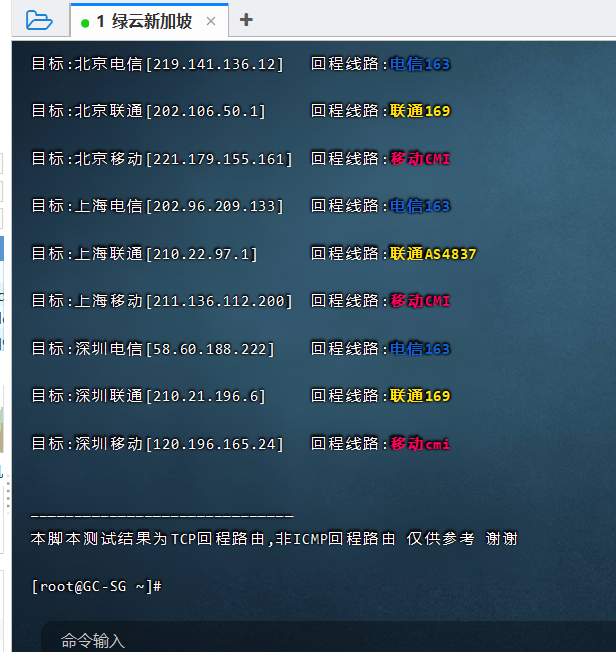 1 绿云新加坡 × +
目标:北京电信[219.141.136.12] 回程线路:电信163
目标:北京联通[202.106.50.1] 回程线路:联通169
目标:北京移动[221.179.155.161] 回程线路:移动CMI
目标:上海电信[202.96.209.133] 回程线路:电信163
目标:上海联通[210.22.97.1] 回程线路:联通AS4837
目标:上海移动[211.136.112.200] 回程线路:移动CMI
目标:深圳电信[58.60.188.222] 回程线路:电信163
目标:深圳联通[210.21.196.6] 回程线路:联通169
目标:深圳移动[120.196.165.24] 回程线路:移动cmi
______________________________
本脚本测试结果为TCP回程路由,非ICMP回程路由 仅供参考 谢谢
[root@GC-SG ~]#
命令输入